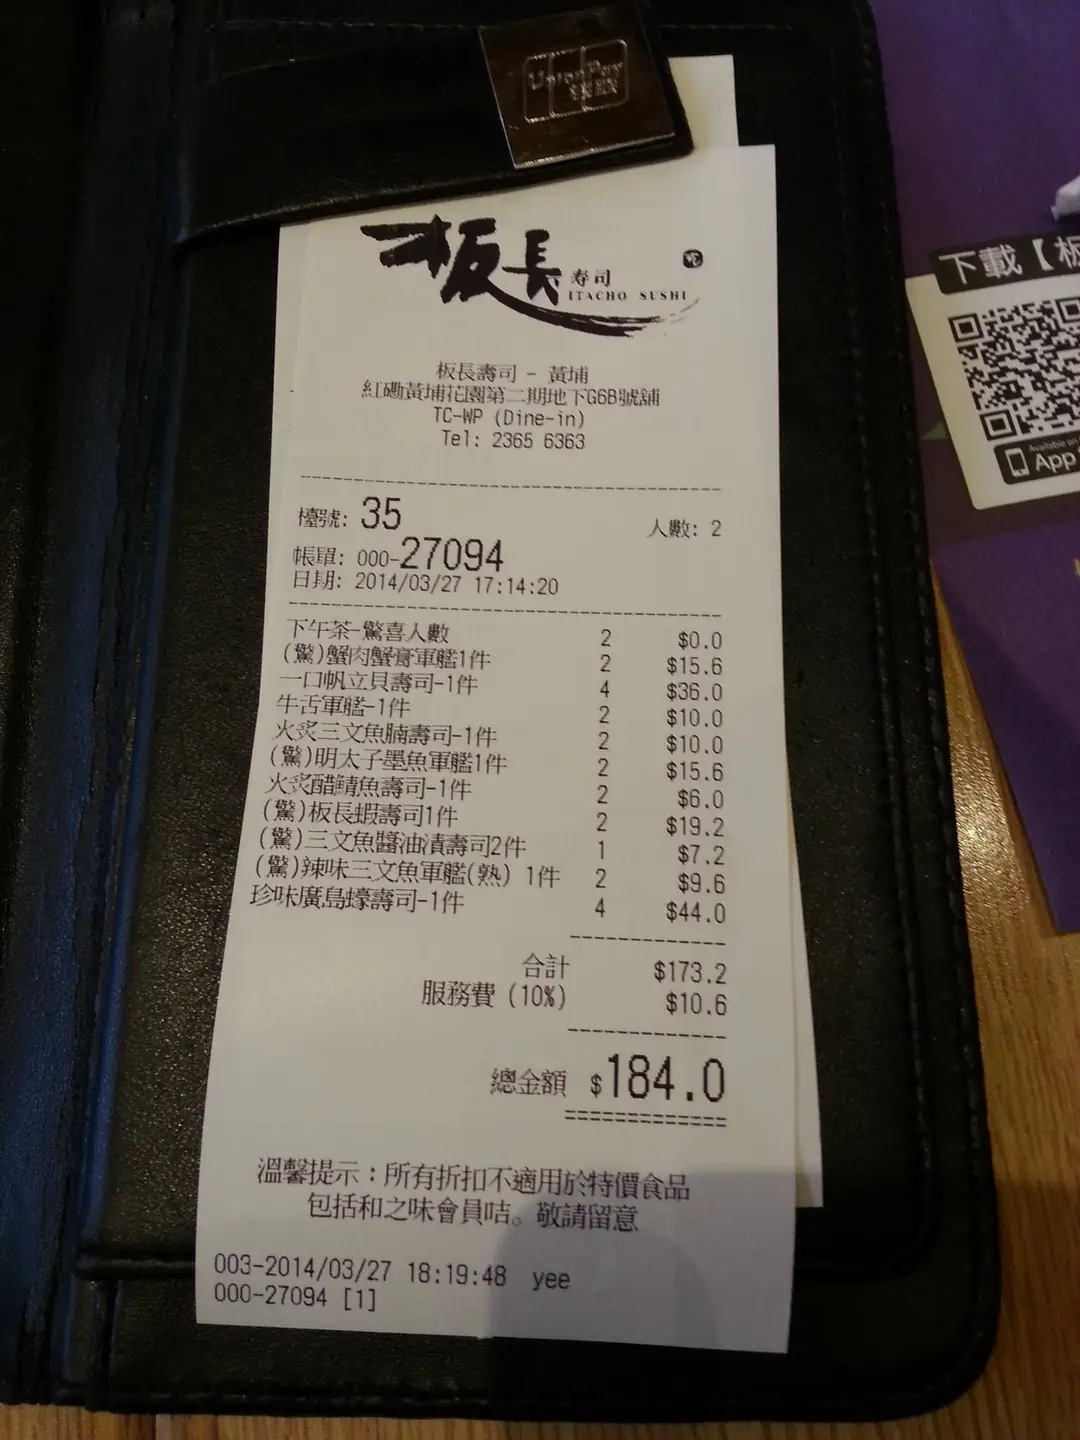 UnionPay
銀联
板長
寿司
ITACHO SUSHI
板長壽司 - 黃埔
紅磡黃埔花園第二期地下G6B號舖
TC-WP (Dine-in)
Tel: 2365 6363
檯號: 35 人數: 2
帳單: 000-27094
日期: 2014/03/27 17:14:20
下午茶-驚喜人數 2 $0.0
(驚)蟹肉蟹膏軍艦1件 2 $15.6
一口帆立貝壽司-1件 4 $36.0
牛舌軍艦-1件 2 $10.0
火炙三文魚腩壽司-1件 2 $10.0
(驚)明太子墨魚軍艦1件 2 $15.6
火炙醋鯖魚壽司-1件 2 $6.0
(驚)板長蝦壽司1件 2 $19.2
(驚)三文魚醬油漬壽司2件 1 $7.2
(驚)辣味三文魚軍艦(熟) 1件 2 $9.6
珍味廣島蠔壽司-1件 4 $44.0
合計 $173.2
服務費 (10%) $10.6
總金額 $184.0
溫馨提示：所有折扣不適用於特價食品
包括和之味會員咭。敬請留意
003-2014/03/27 18:19:48 yee
000-27094 [1]
下載【板
Available on
App